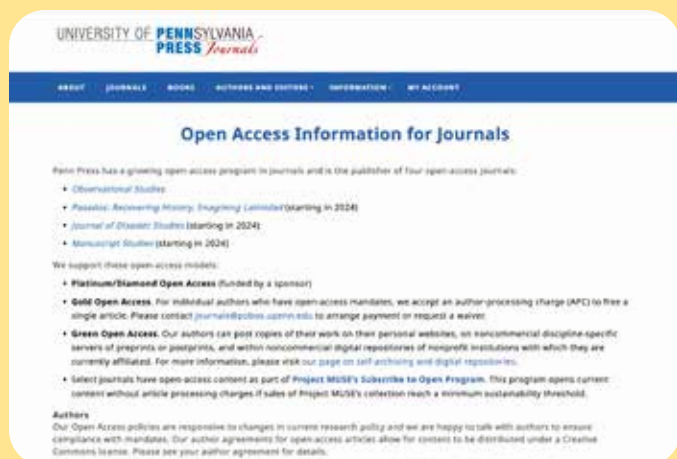 UNIVERSITY OF PENNSYLVANIA
PRESS Journals
ABOUT JOURNALS BOOKS AUTHORS AND EDITORS INFORMATION MY ACCOUNT
Open Access Information for Journals
Penn Press has a growing open-access program in journals and is the publisher of four open-access journals:
• Observational Studies
• Pasados: Recovering History, Imagining Latinidad (starting in 2024)
• Journal of Disaster Studies (starting in 2024)
• Manuscript Studies (starting in 2024)
We support these open-access models:
• Platinum/Diamond Open Access (funded by a sponsor)
• Gold Open Access. For individual authors who have open-access mandates, we accept an author-processing charge (APC) to free a
single article. Please contact journals@pobox.upenn.edu to arrange payment or request a waiver.
• Green Open Access. Our authors can post copies of their work on their personal websites, on noncommercial discipline-specific
servers of preprints or postprints, and within noncommercial digital repositories of nonprofit institutions with which they are
currently affiliated. For more information, please visit our page on self-archiving and digital repositories.
• Select journals have open-access content as part of Project MUSE's Subscribe to Open Program. This program opens current
content without article processing charges if sales of Project MUSE's collection reach a minimum sustainability threshold.
Authors
Our Open Access policies are responsive to changes in current research policy and we are happy to talk with authors to ensure
compliance with mandates. Our author agreements for open-access articles allow for content to be distributed under a Creative
Commons license. Please see your author agreement for details.